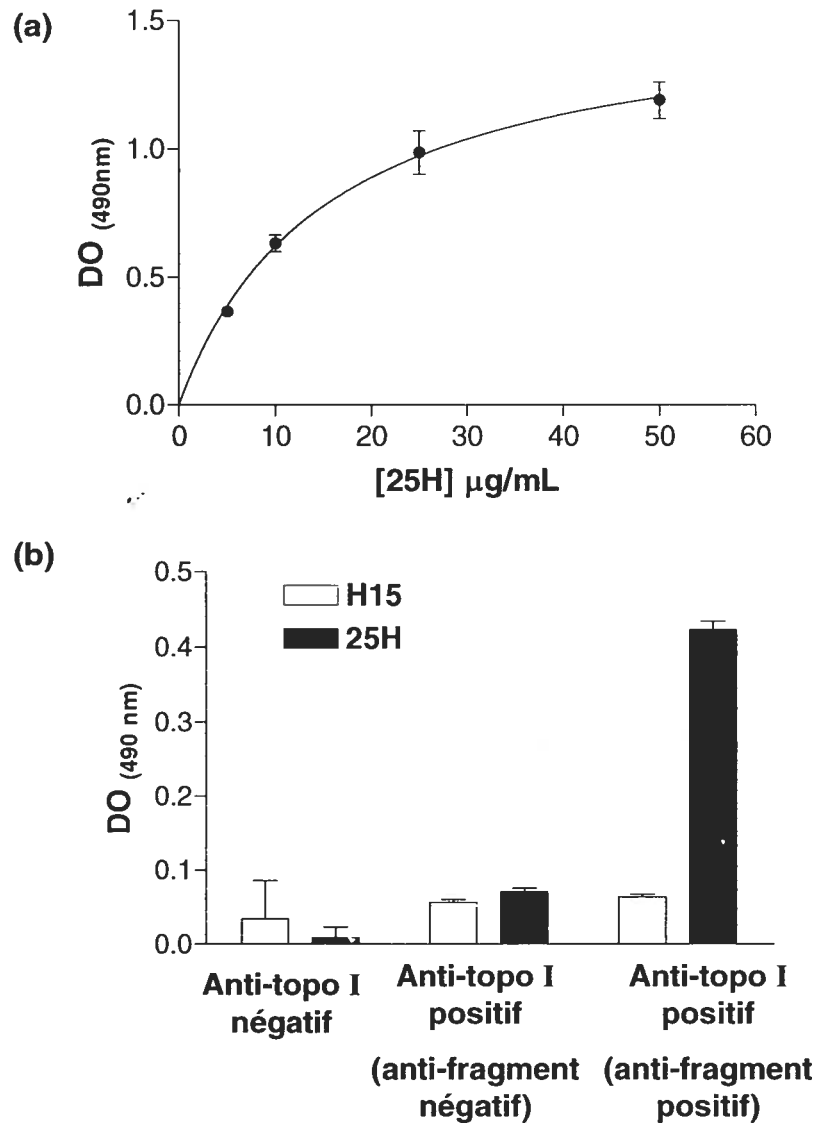 (a)
1.5
1.0
0.5
0.0
DO (490nm)
0 10 20 30 40 50 60
[25H] µg/mL
(b)
0.5
0.4
0.3
0.2
0.1
0.0
DO (490 nm)
H15
25H
Anti-topo I
négatif
Anti-topo I
positif
(anti-fragment
négatif)
Anti-topo I
positif
(anti-fragment
positif)